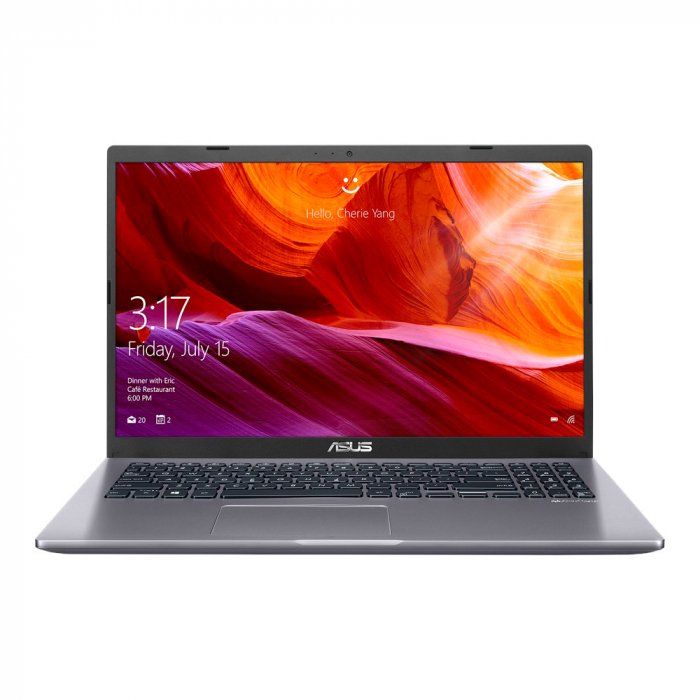 Hello, Cherie Yang
3:17
Friday, July 15
Dinner with Eric
Café Restaurant
6:00 PM
20
2
ASUS